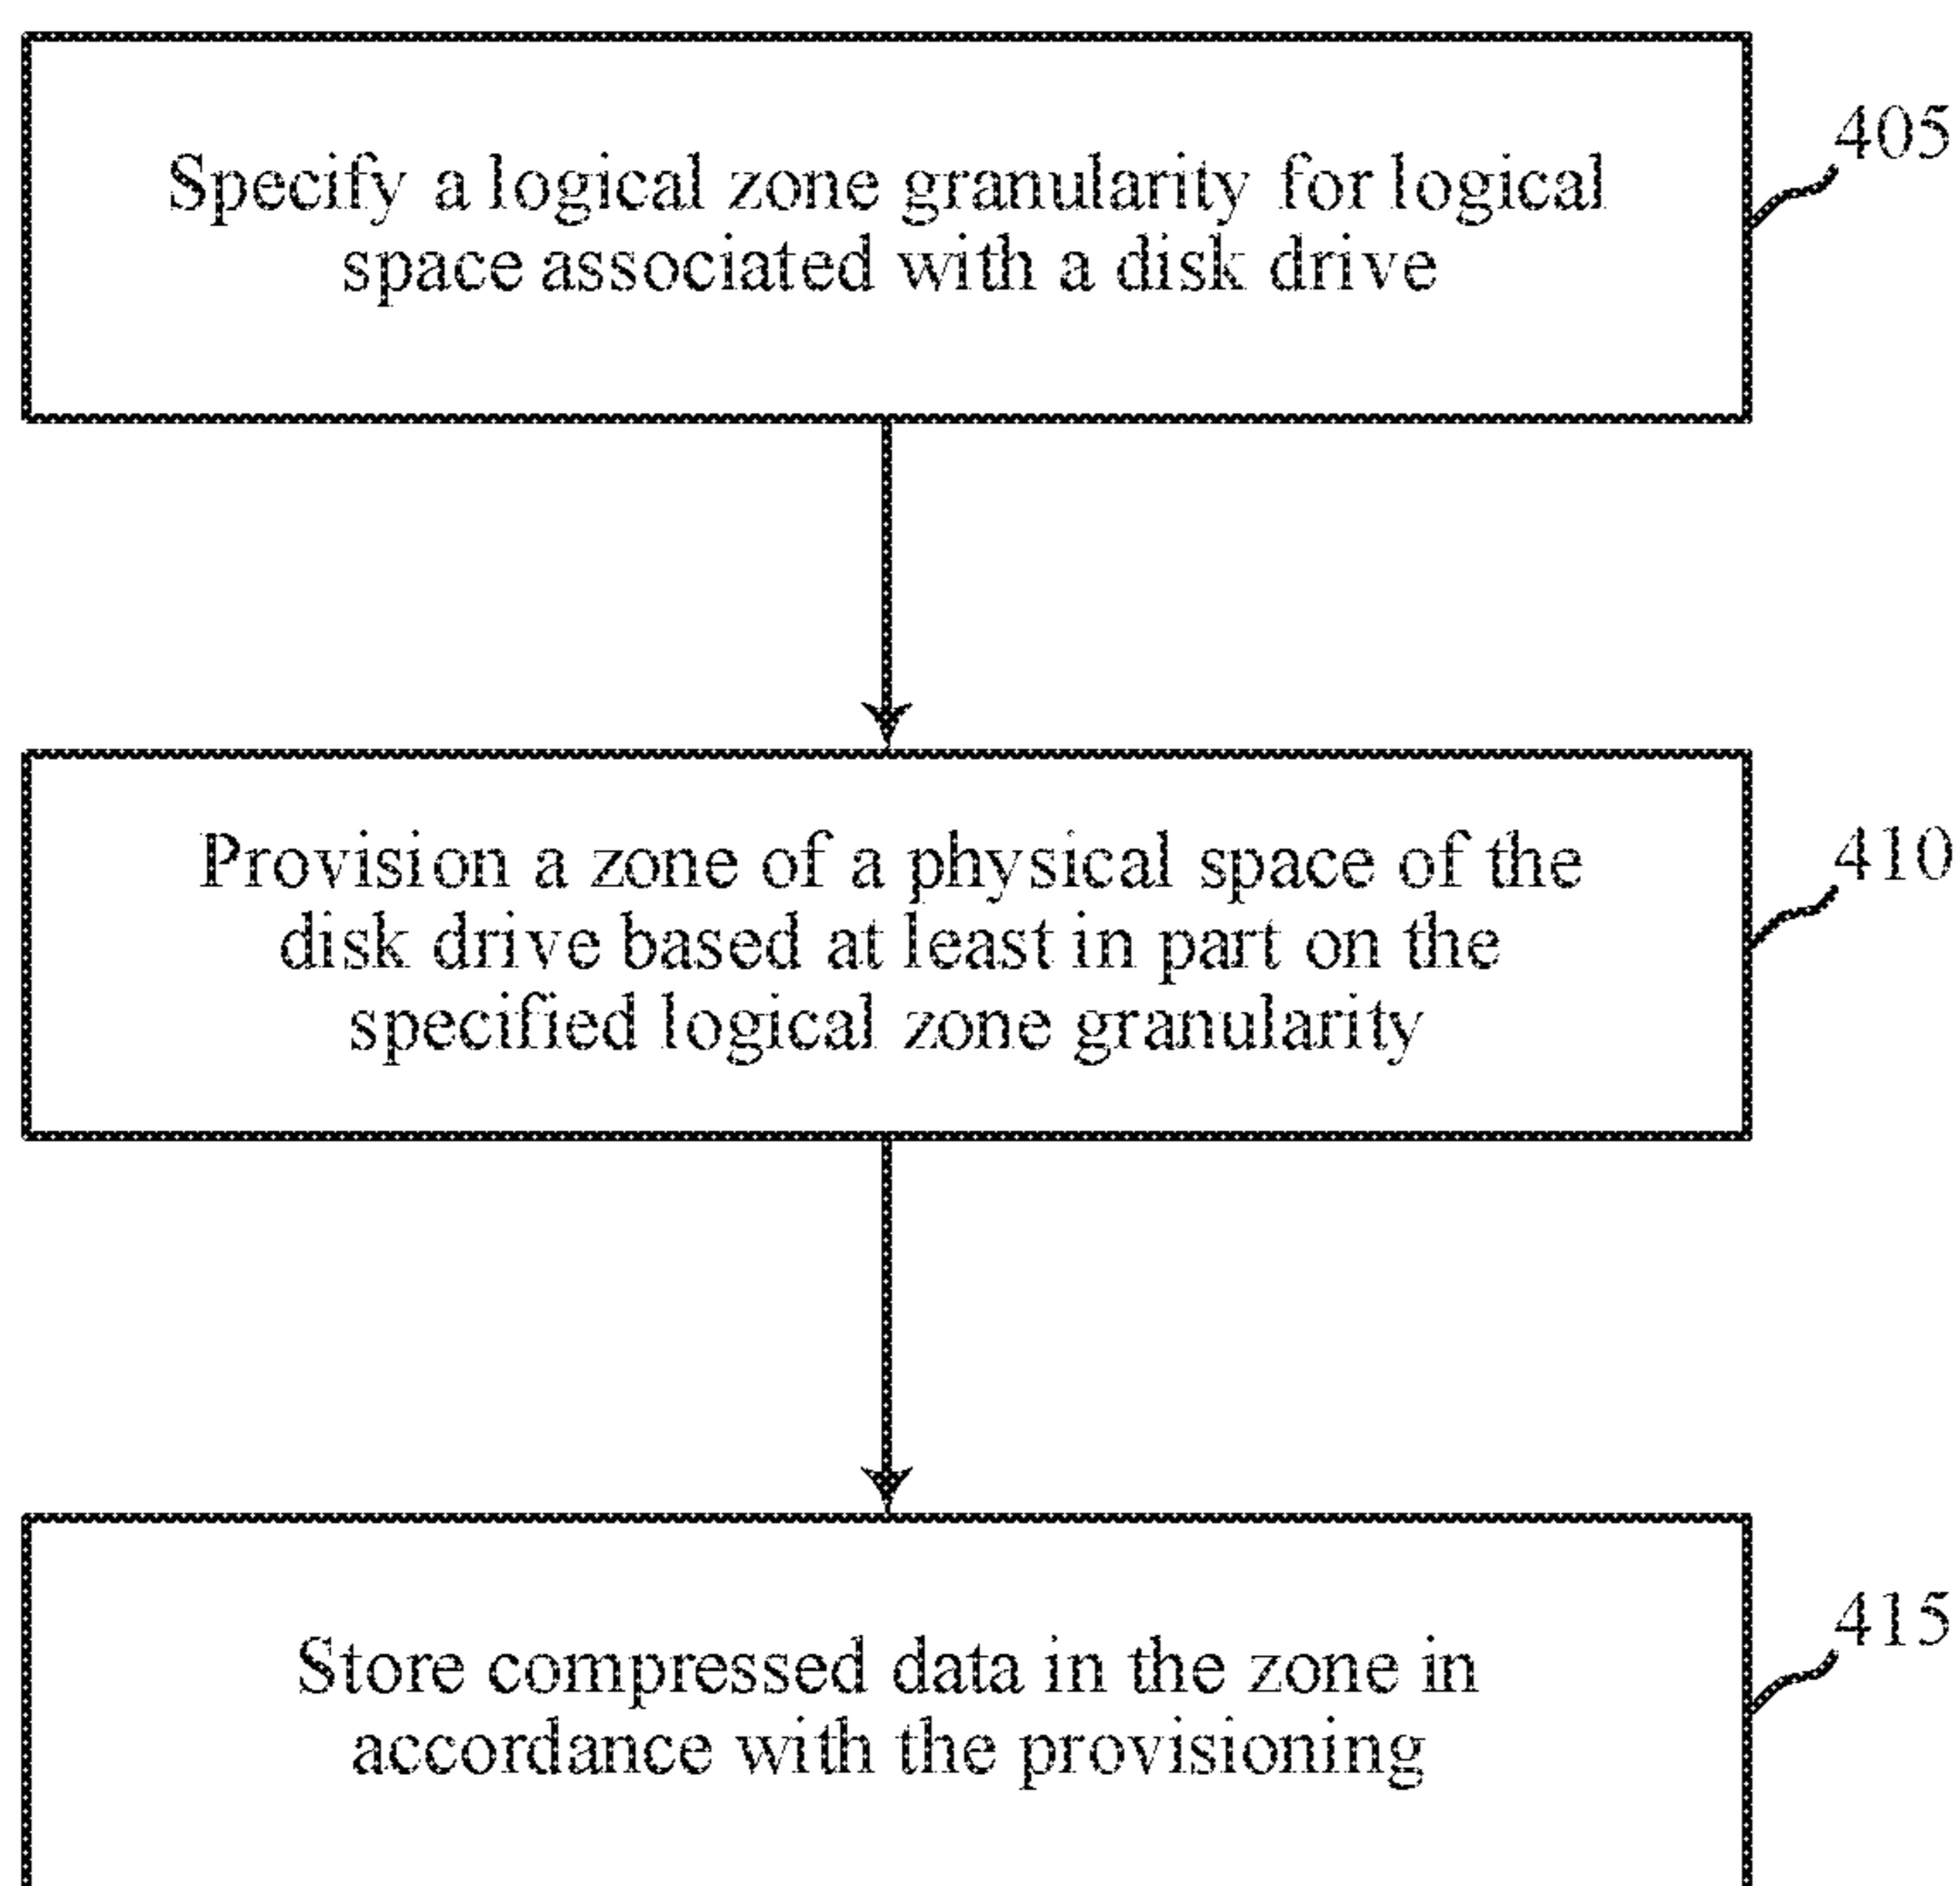 405
Specify a logical zone granularity for logical
space associated with a disk drive
410
Provision a zone of a physical space of the
disk drive based at least in part on the
specified logical zone granularity
415
Store compressed data in the zone in
accordance with the provisioning